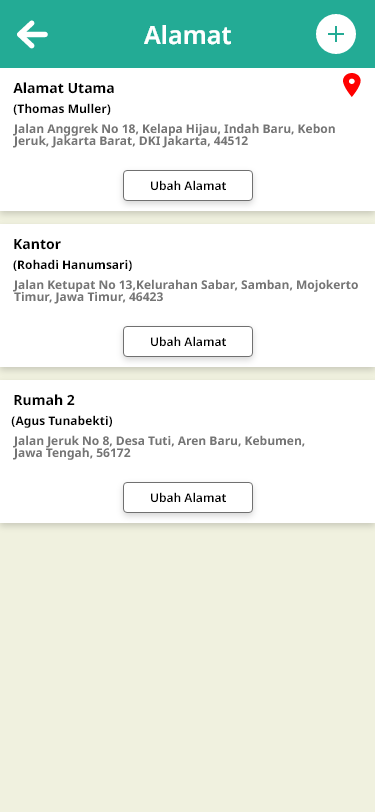 Alamat
Alamat Utama
(Thomas Muller)
Jalan Anggrek No 18, Kelapa Hijau, Indah Baru, Kebon
Jeruk, Jakarta Barat, DKI Jakarta, 44512
Ubah Alamat
Kantor
(Rohadi Hanumsari)
Jalan Ketupat No 13,Kelurahan Sabar, Samban, Mojokerto
Timur, Jawa Timur, 46423
Ubah Alamat
Rumah 2
(Agus Tunabekti)
Jalan Jeruk No 8, Desa Tuti, Aren Baru, Kebumen,
Jawa Tengah, 56172
Ubah Alamat